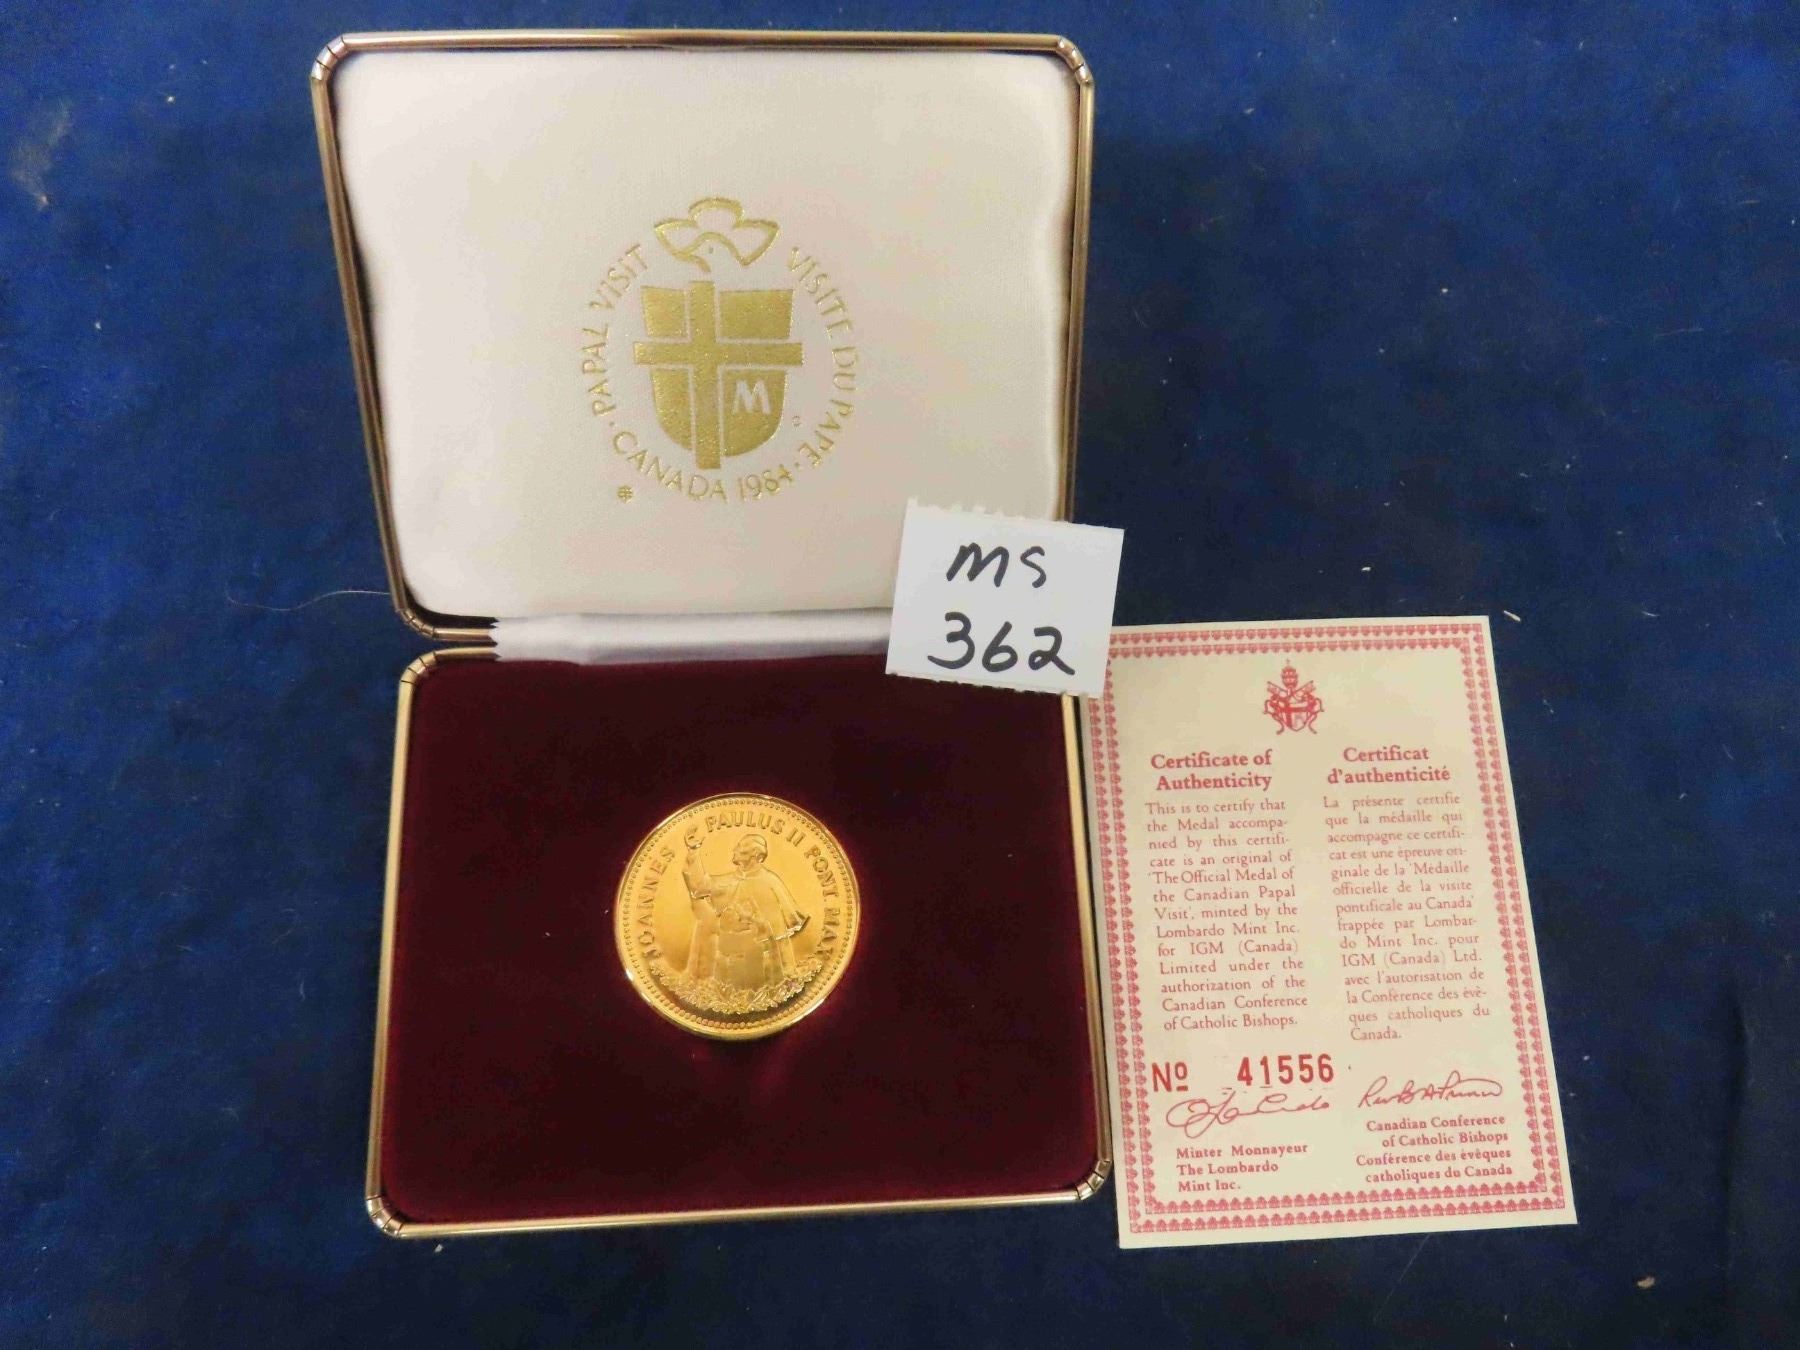 PAPAL VISIT
VISITE DU PAPE
· CANADA 1984 ·
M
MS
362
JOANNES PAULUS II PONT. MAX.
Certificate of
Authenticity
This is to certify that
the Medal accompa-
nied by this certifi-
cate is an original of
'The Official Medal of
the Canadian Papal
Visit', minted by the
Lombardo Mint Inc.
for IGM (Canada)
Limited under the
authorization of the
Canadian Conference
of Catholic Bishops.
Certificat
d'authenticité
La présente certifie
que la médaille qui
accompagne ce certifi-
cat est une épreuve ori-
ginale de la 'Médaille
officielle de la visite
pontificale au Canada'
frappée par Lombar-
do Mint Inc. pour
IGM (Canada) Ltd.
avec l'autorisation de
la Conférence des évê-
ques catholiques du
Canada.
Nº 41556
Minter Monnayeur
The Lombardo
Mint Inc.
Canadian Conference
of Catholic Bishops
Conférence des évêques
catholiques du Canada